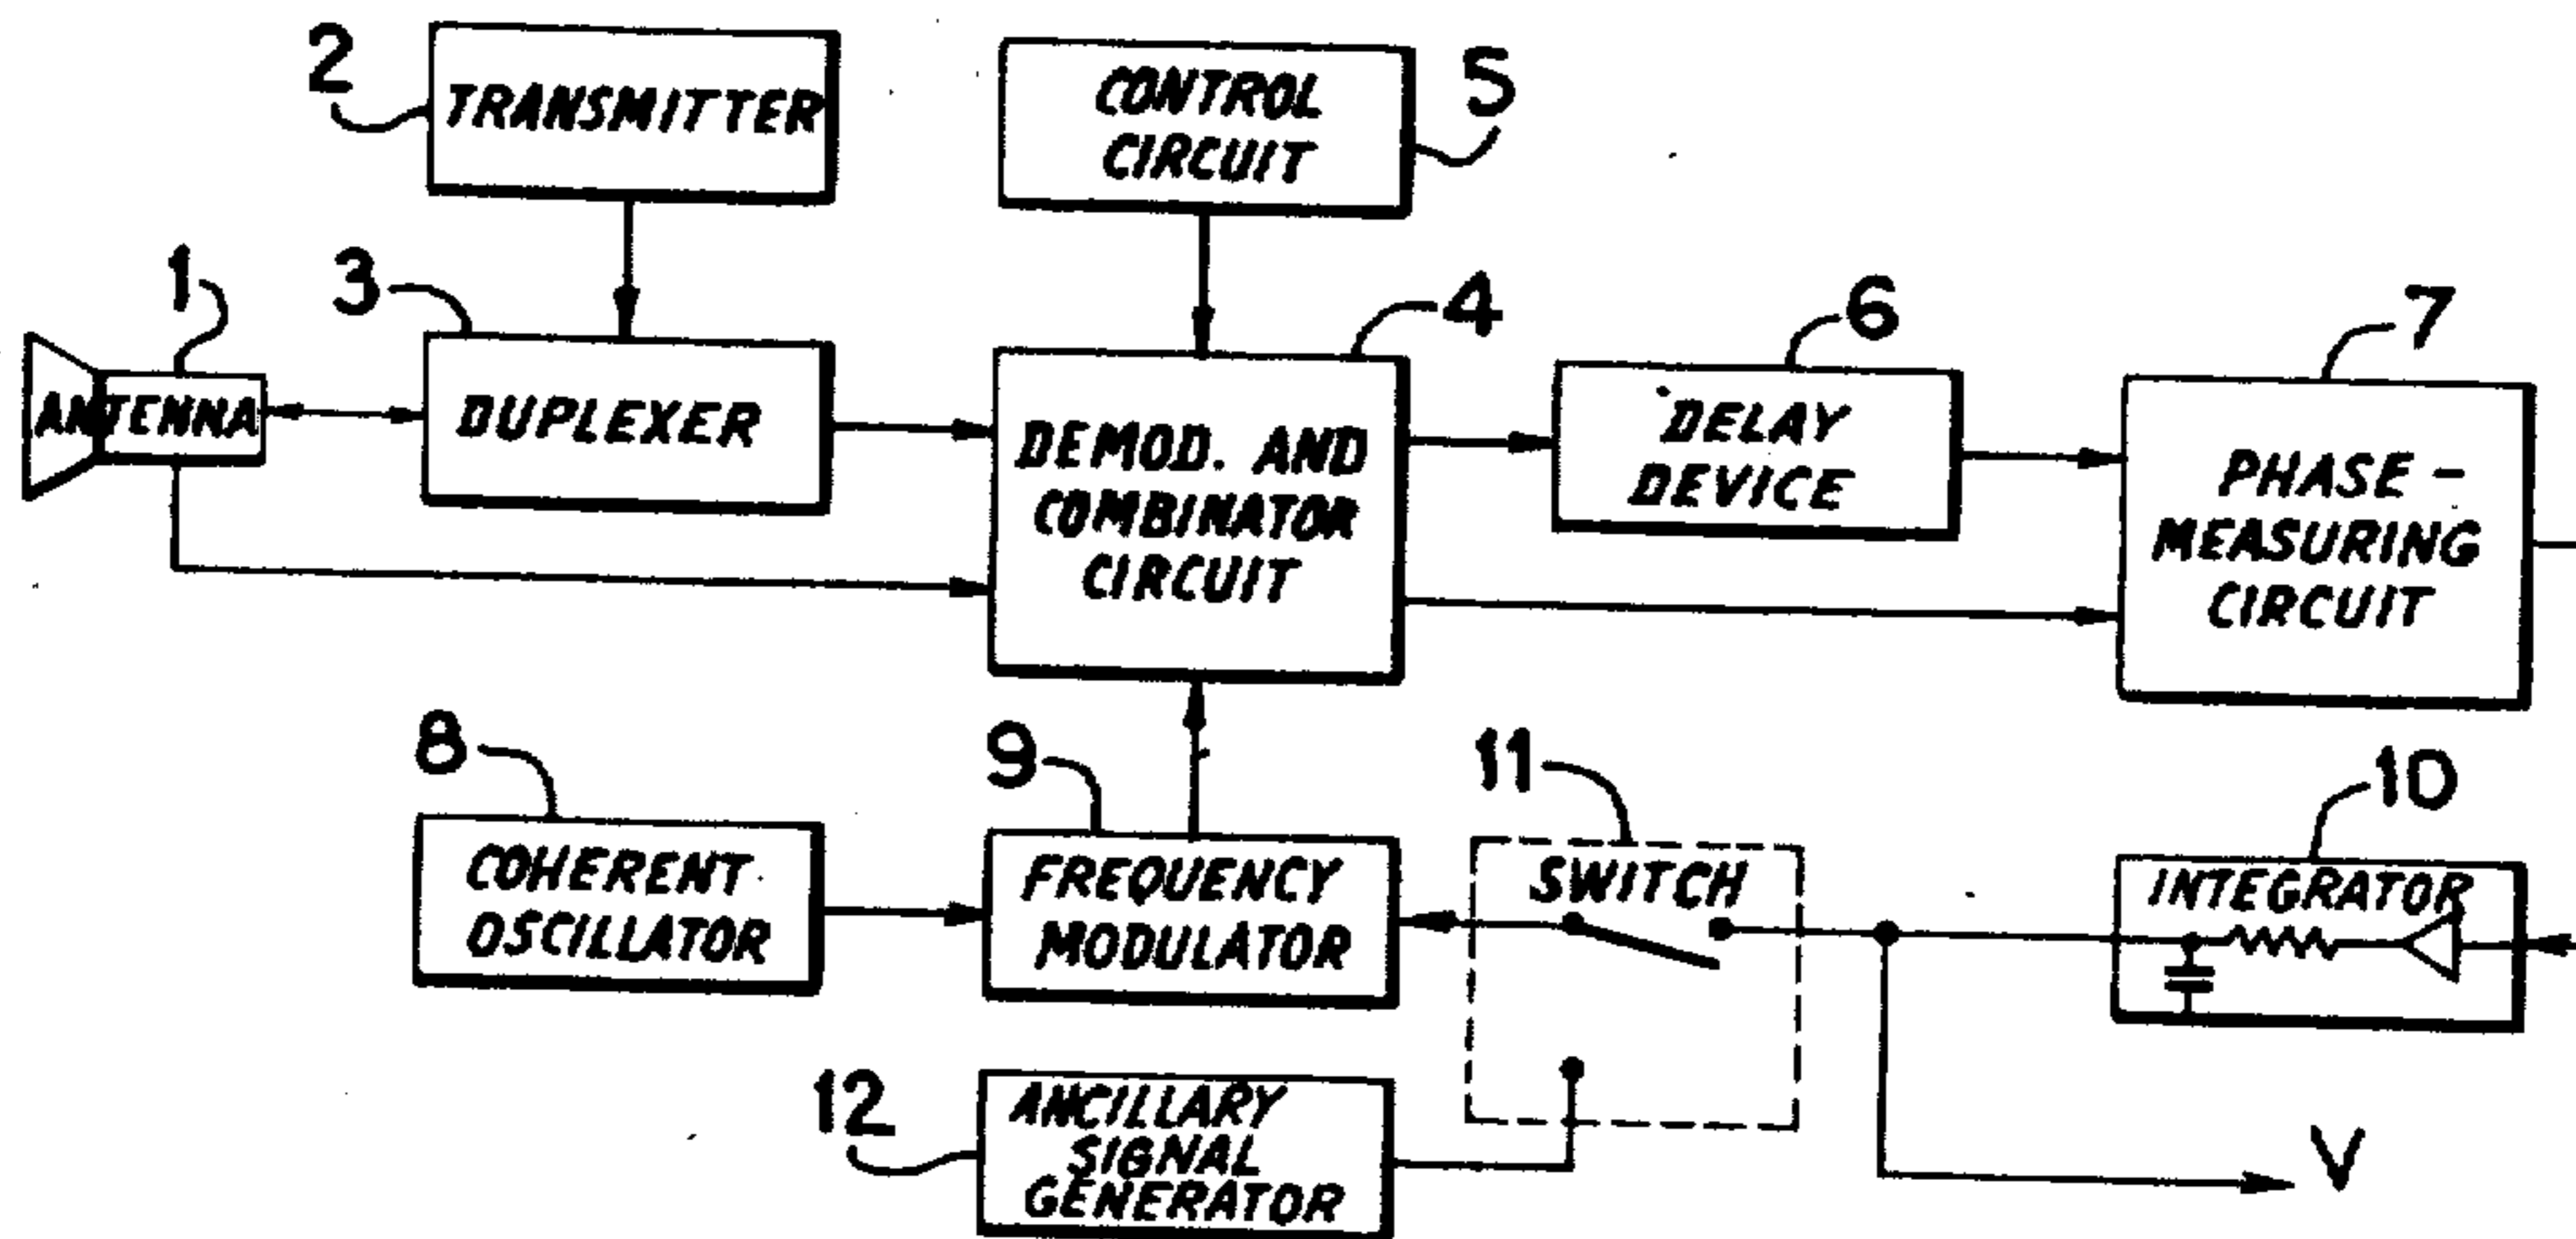 2
TRANSMITTER
CONTROL
CIRCUIT
5
1
3
4
6
7
ANTENNA
DUPLEXER
DEMOD. AND
COMBINATOR
CIRCUIT
DELAY
DEVICE
PHASE -
MEASURING
CIRCUIT
8
9
11
10
COHERENT
OSCILLATOR
FREQUENCY
MODULATOR
SWITCH
INTEGRATOR
12
ANCILLARY
SIGNAL
GENERATOR
V